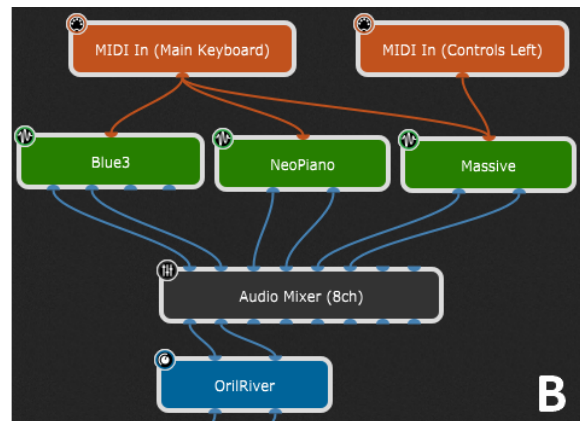 MIDI In (Main Keyboard)
MIDI In (Controls Left)
Blue3
NeoPiano
Massive
Audio Mixer (8ch)
OrilRiver
B